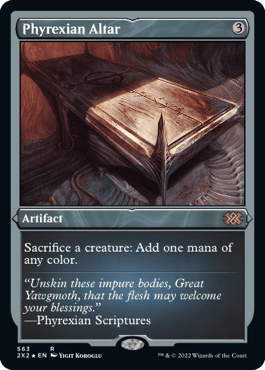 Phyrexian Altar 3
Artifact
Sacrifice a creature: Add one mana of
any color.
“Unskin these impure bodies, Great
Yawgmoth, that the flesh may welcome
your blessings.”
—Phyrexian Scriptures
563 R
2X2 ★ EN YIGIT KOROGLU ™ & © 2022 Wizards of the Coast